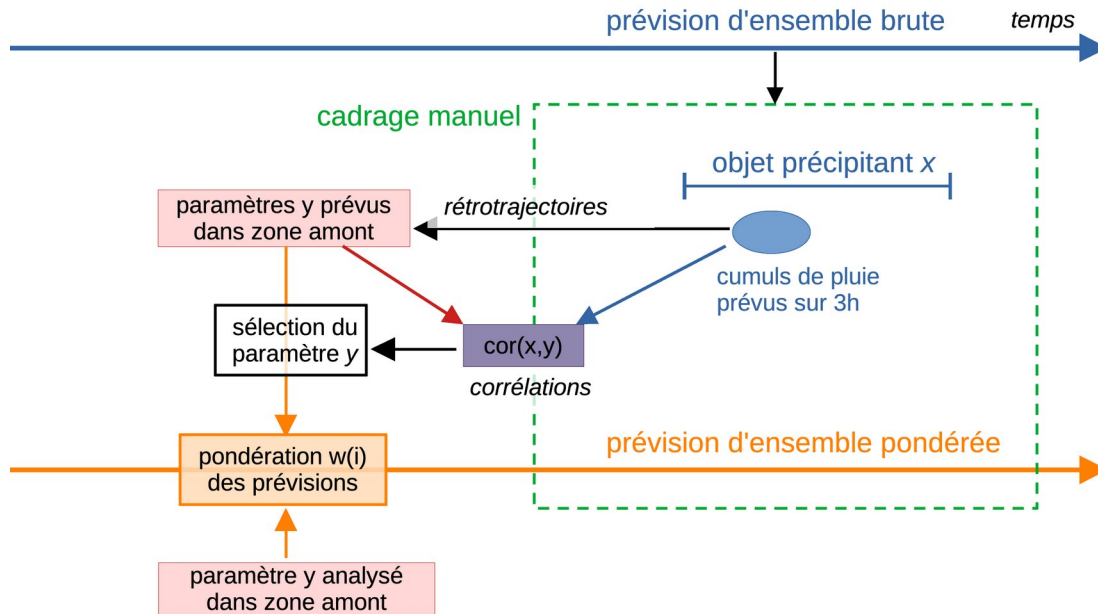 prévision d'ensemble brute
temps
cadrage manuel
objet précipitant x
paramètres y prévus
dans zone amont
rétrotrajectoires
cumuls de pluie
prévus sur 3h
sélection du
paramètre y
cor(x,y)
corrélations
prévision d'ensemble pondérée
pondération w(i)
des prévisions
paramètre y analysé
dans zone amont